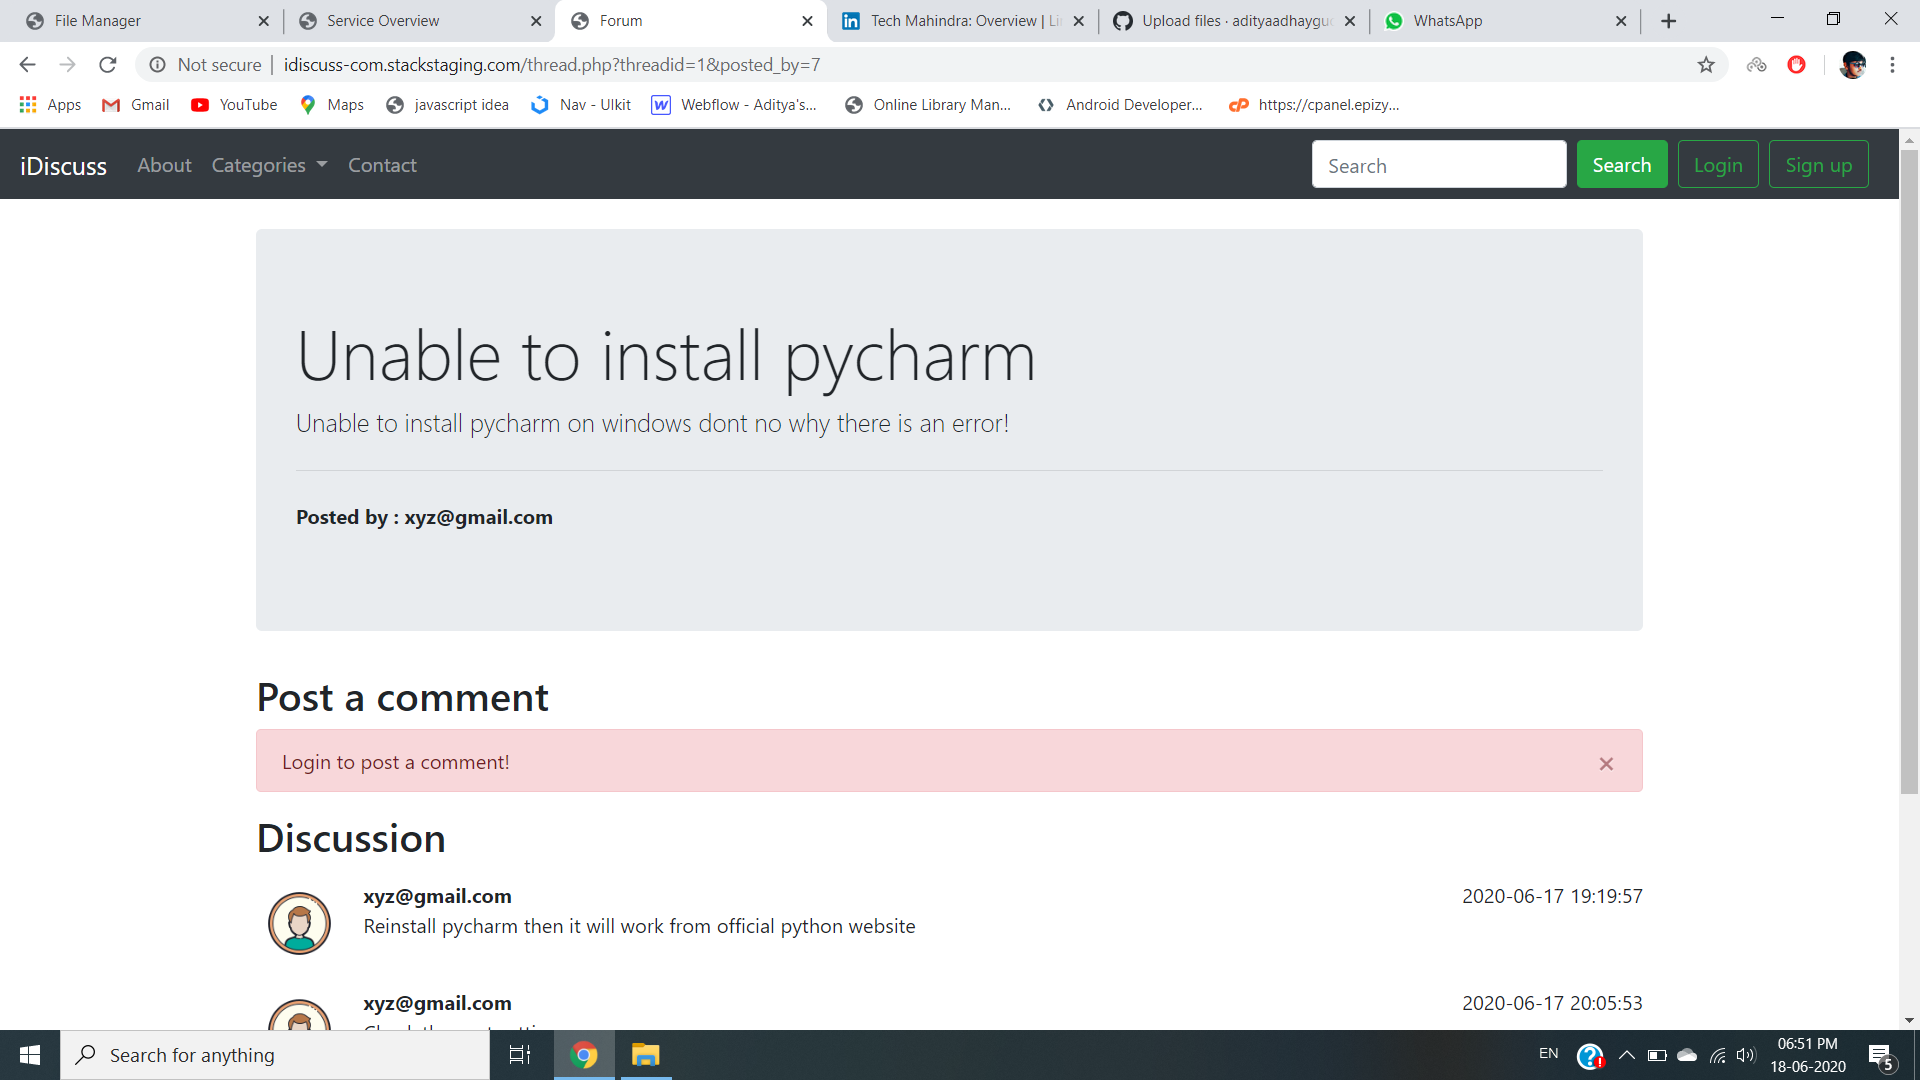 File Manager
Service Overview
Forum
Tech Mahindra: Overview | Li
Upload files · adityaadhaygu
WhatsApp
Not secure | idiscuss-com.stackstaging.com/thread.php?threadid=1&posted_by=7
Apps
Gmail
YouTube
Maps
javascript idea
Nav - UIkit
Webflow - Aditya's...
Online Library Man...
Android Developer...
https://cpanel.epizy...
iDiscuss
About
Categories
Contact
Search
Search
Login
Sign up
Unable to install pycharm
Unable to install pycharm on windows dont no why there is an error!
Posted by : xyz@gmail.com
Post a comment
Login to post a comment!
Discussion
xyz@gmail.com
2020-06-17 19:19:57
Reinstall pycharm then it will work from official python website
xyz@gmail.com
2020-06-17 20:05:53
Search for anything
EN
06:51 PM
18-06-2020
5